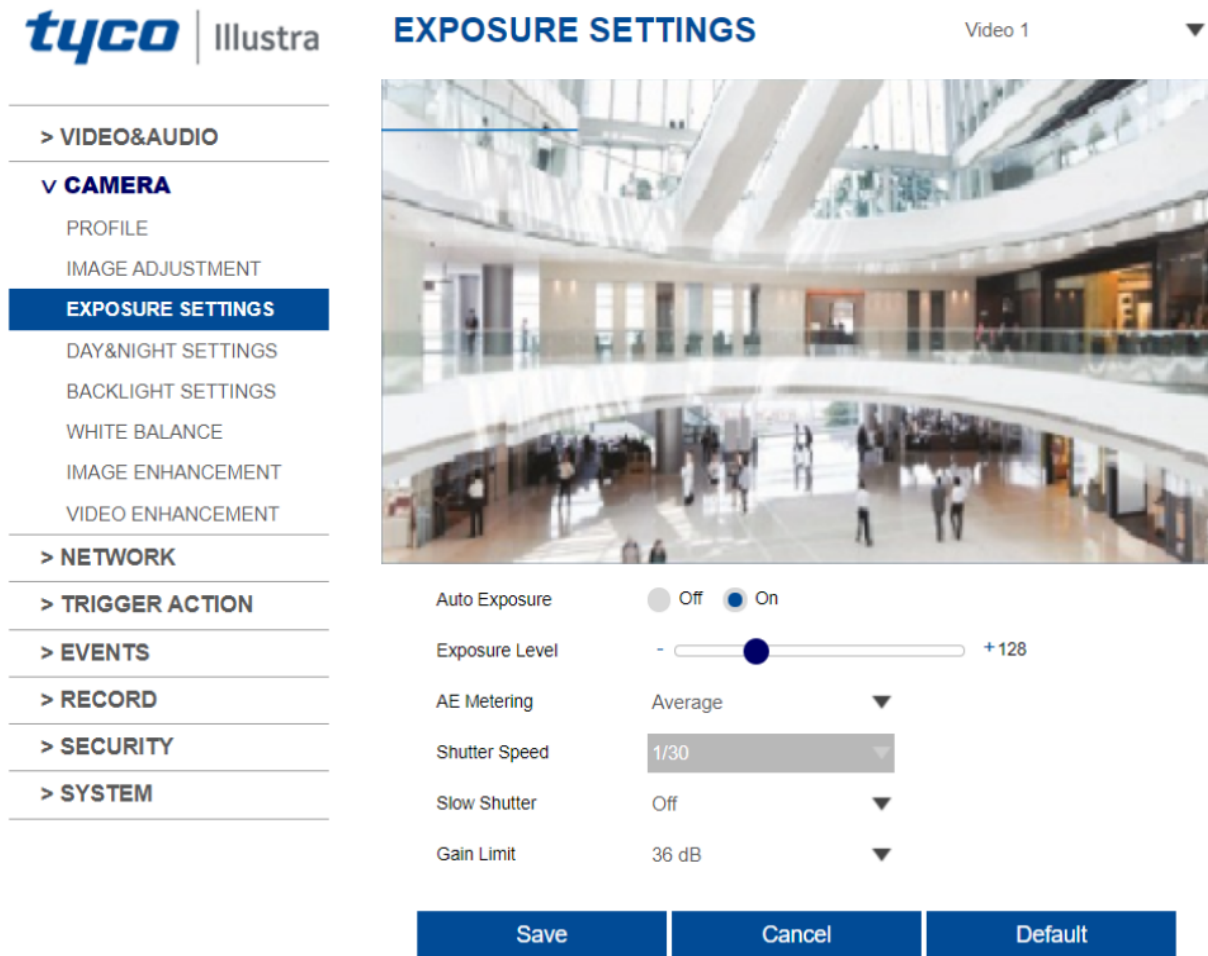 tyco | Illustra
EXPOSURE SETTINGS
Video 1
> VIDEO&AUDIO
v CAMERA
PROFILE
IMAGE ADJUSTMENT
EXPOSURE SETTINGS
DAY&NIGHT SETTINGS
BACKLIGHT SETTINGS
WHITE BALANCE
IMAGE ENHANCEMENT
VIDEO ENHANCEMENT
> NETWORK
> TRIGGER ACTION
> EVENTS
> RECORD
> SECURITY
> SYSTEM
Auto Exposure Off On
Exposure Level - + 128
AE Metering Average
Shutter Speed 1/30
Slow Shutter Off
Gain Limit 36 dB
Save Cancel Default